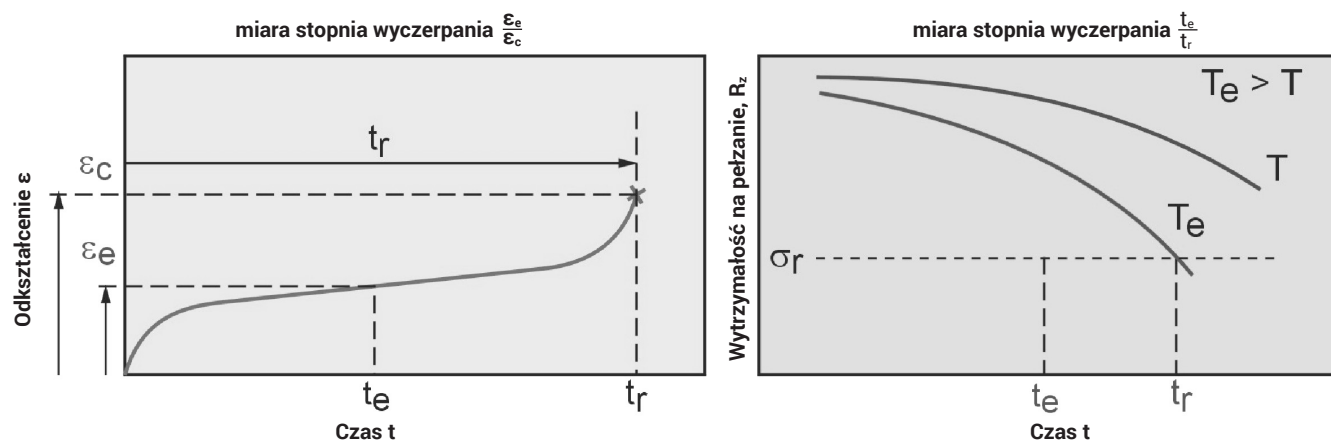 miara stopnia wyczerpania εe/εc
Odkształcenie ε
εc
εe
tr
te
tr
Czas t
miara stopnia wyczerpania te/tr
Wytrzymałość na pełzanie, Rz
Te > T
T
Te
σr
te
tr
Czas t